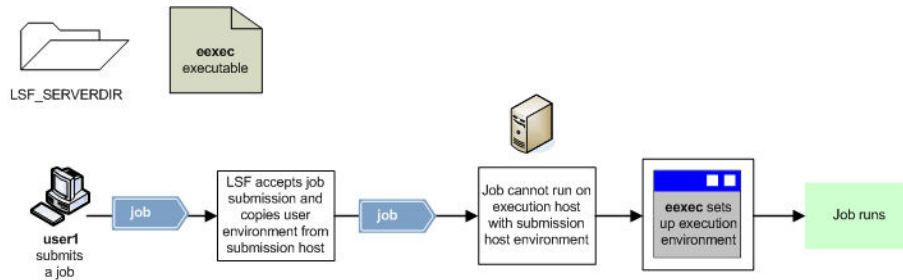 eexec
executable
LSF_SERVERDIR
user1
submits
a job
job
LSF accepts job
submission and
copies user
environment from
submission host
job
Job cannot run on
execution host
with submission
host environment
eexec sets
up execution
environment
Job runs